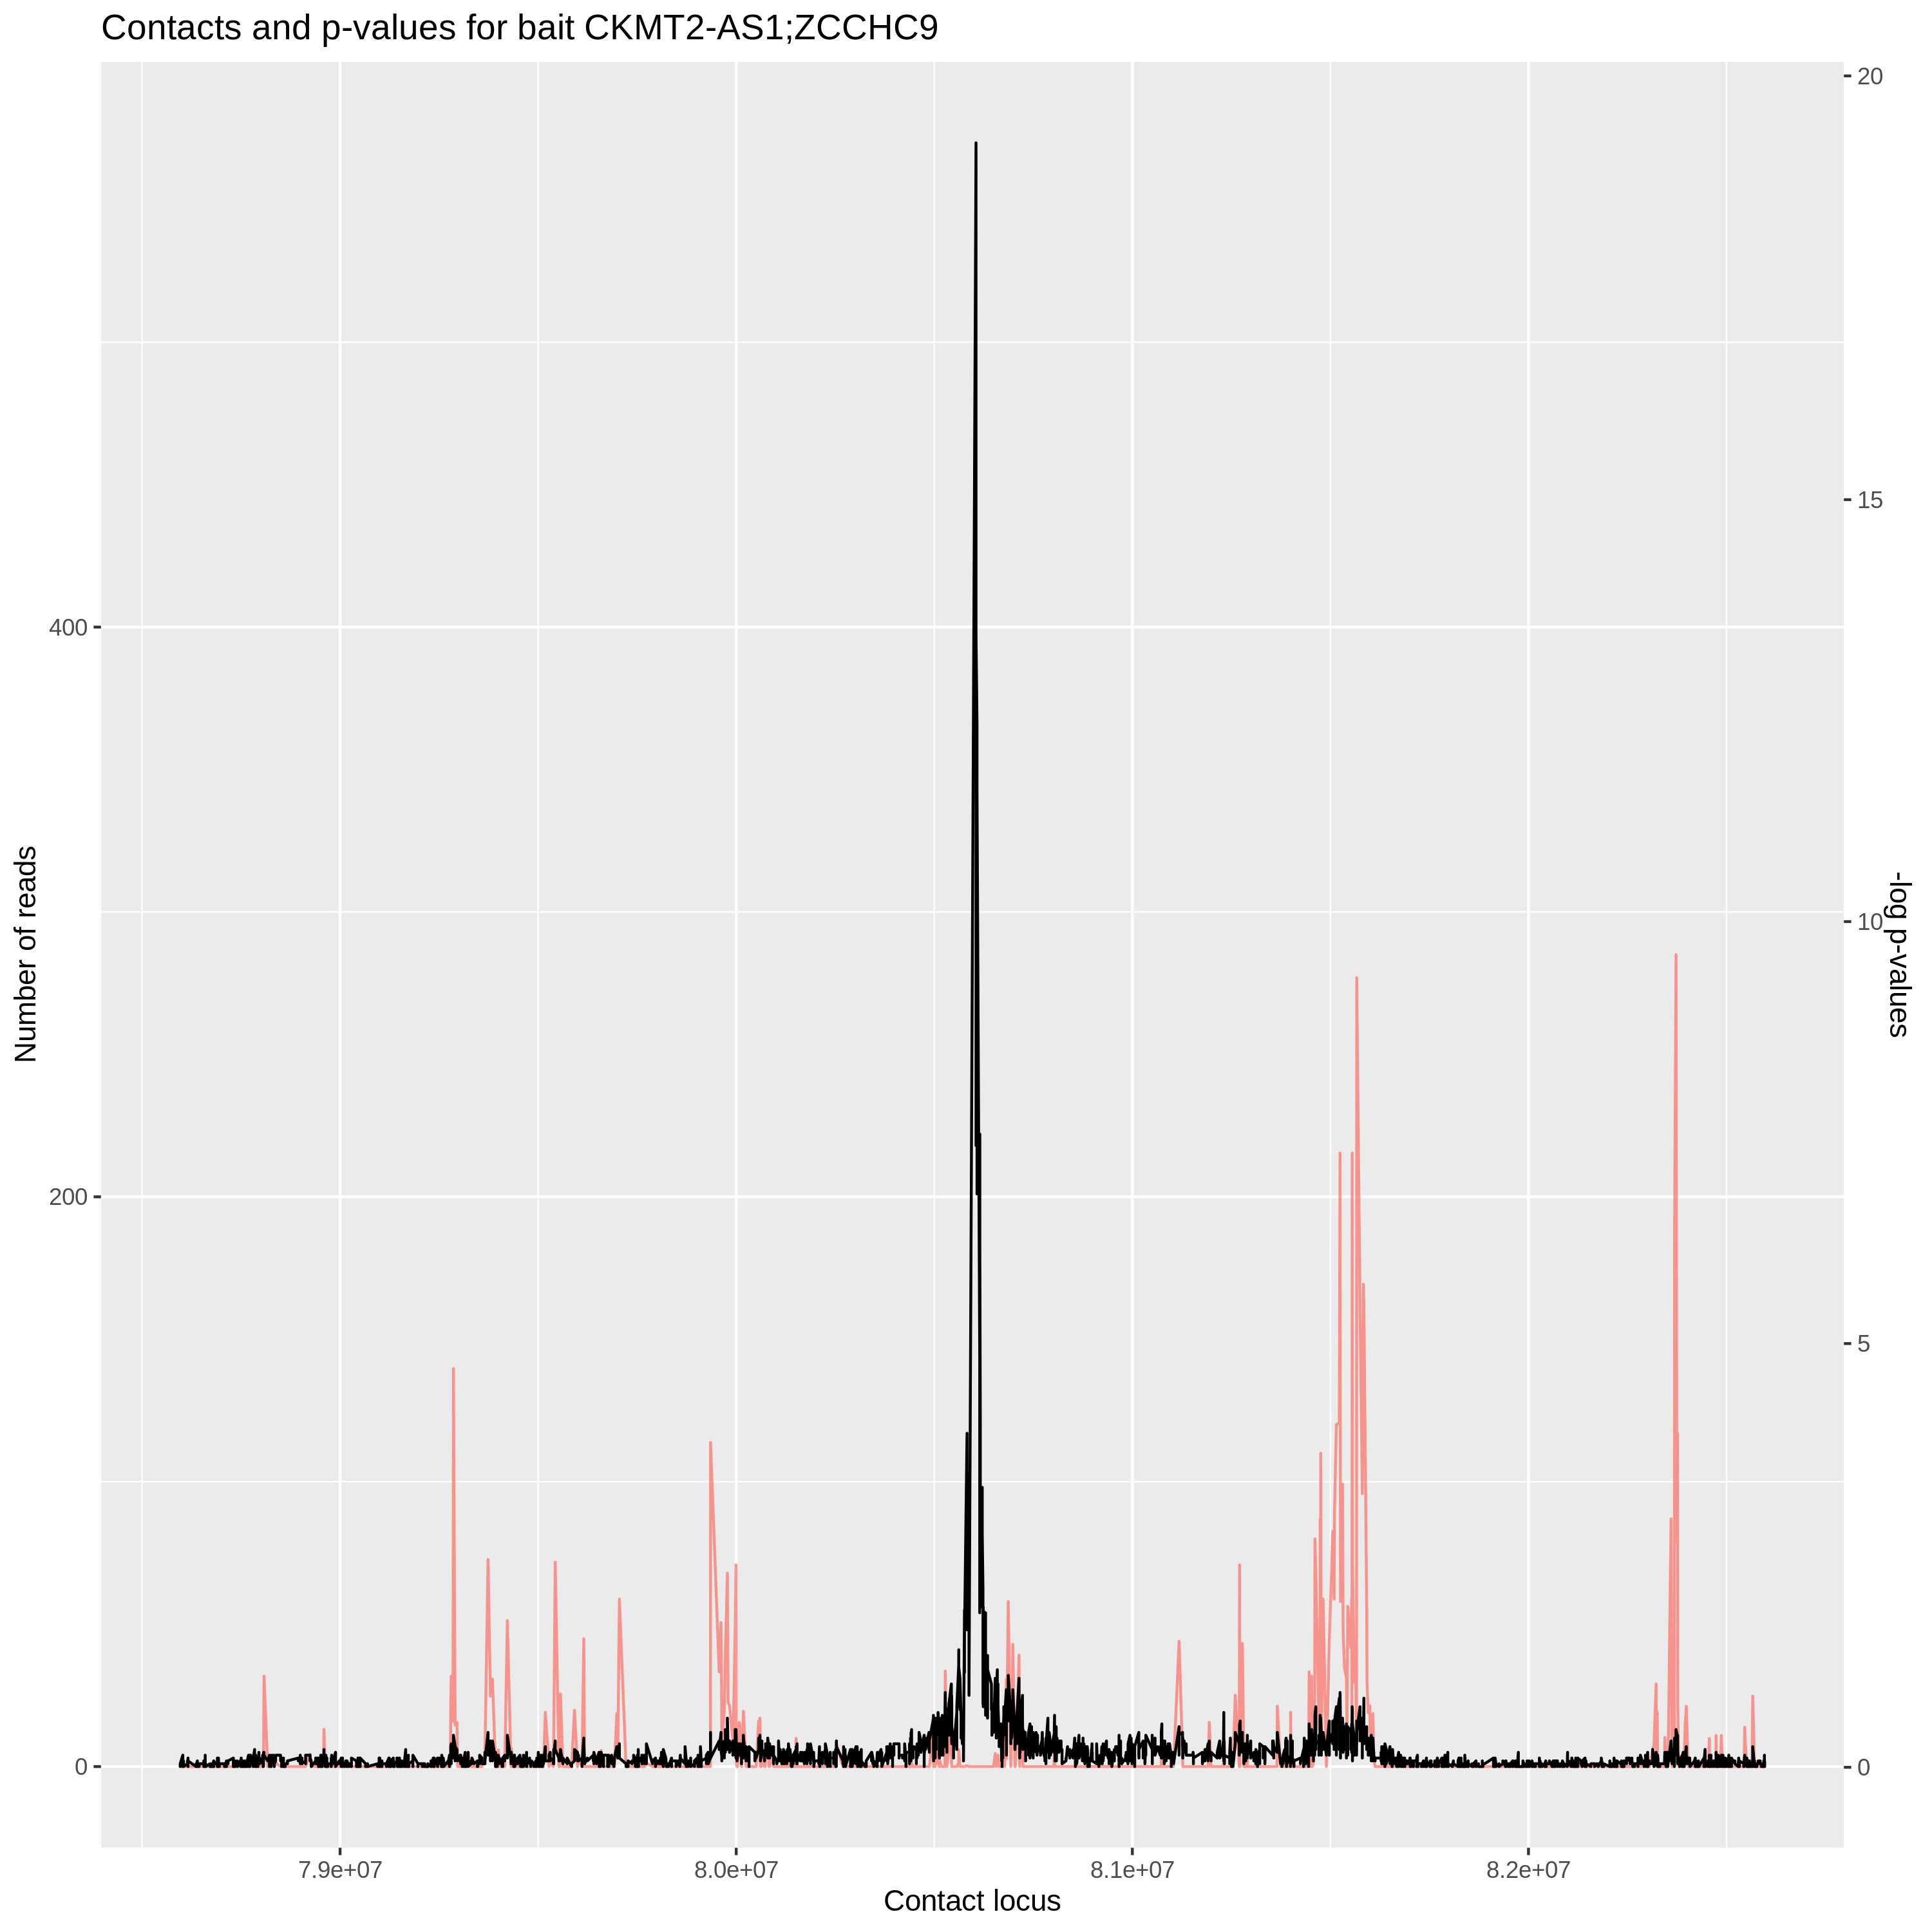 Contacts and p-values for bait CKMT2-AS1;ZCCHC9
Number of reads
400
200
0
20
15
10
5
0
-log p-values
7.9e+07 8.0e+07 8.1e+07 8.2e+07
Contact locus